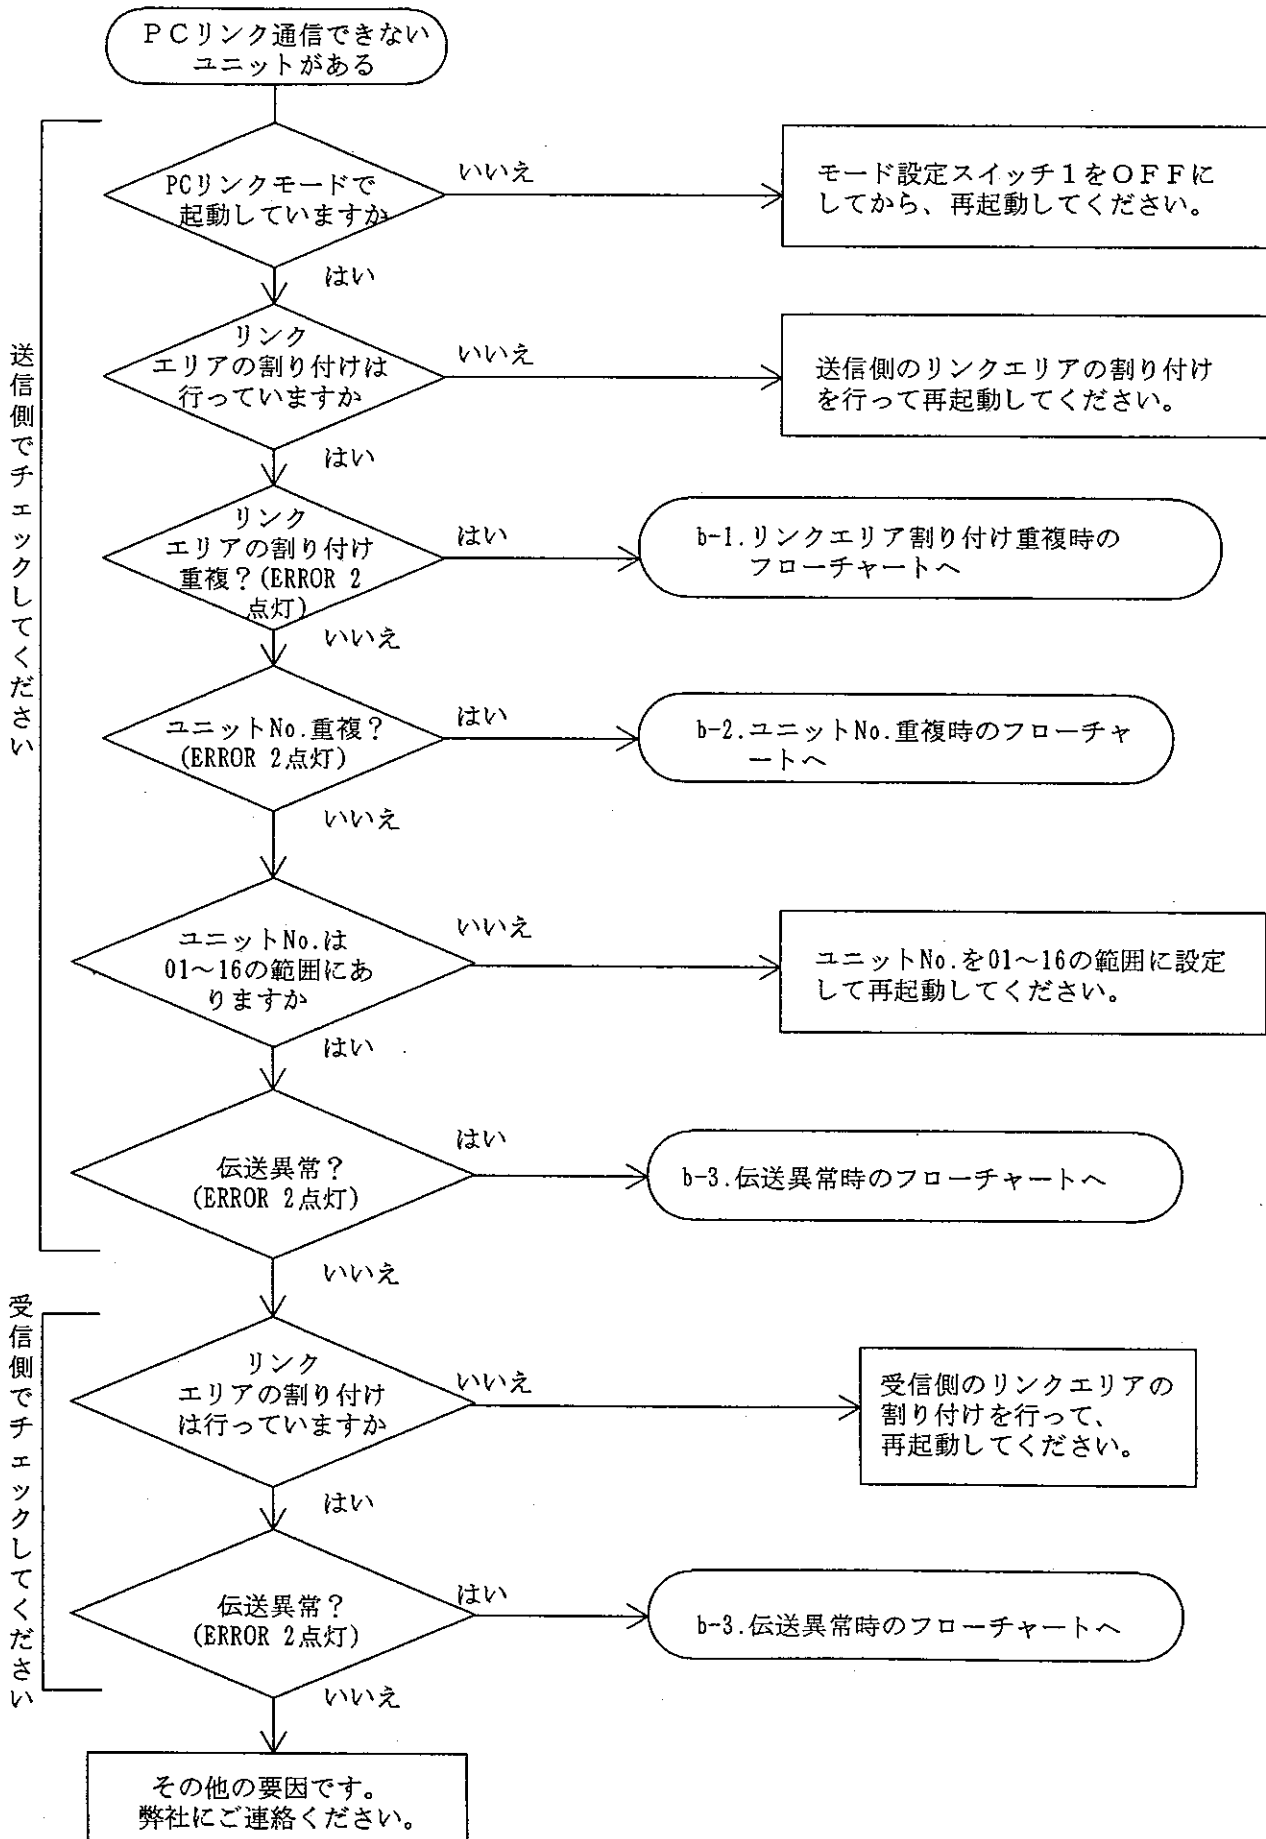 PCリンク通信できない
ユニットがある
送信側でチェックしてください
PCリンクモードで
起動していますか
いいえ
モード設定スイッチ1をOFFに
してから、再起動してください。
はい
リンク
エリアの割り付けは
行っていますか
いいえ
送信側のリンクエリアの割り付け
を行って再起動してください。
はい
リンク
エリアの割り付け
重複？(ERROR 2
点灯)
はい
b-1.リンクエリア割り付け重複時の
フローチャートへ
いいえ
ユニットNo.重複？
(ERROR 2点灯)
はい
b-2.ユニットNo.重複時のフローチャ
ートへ
いいえ
ユニットNo.は
01～16の範囲にあ
りますか
いいえ
ユニットNo.を01～16の範囲に設定
して再起動してください。
はい
伝送異常？
(ERROR 2点灯)
はい
b-3.伝送異常時のフローチャートへ
いいえ
受信側でチェックしてください
リンク
エリアの割り付け
は行っていますか
いいえ
受信側のリンクエリアの
割り付けを行って、
再起動してください。
はい
伝送異常？
(ERROR 2点灯)
はい
b-3.伝送異常時のフローチャートへ
いいえ
その他の要因です。
弊社にご連絡ください。